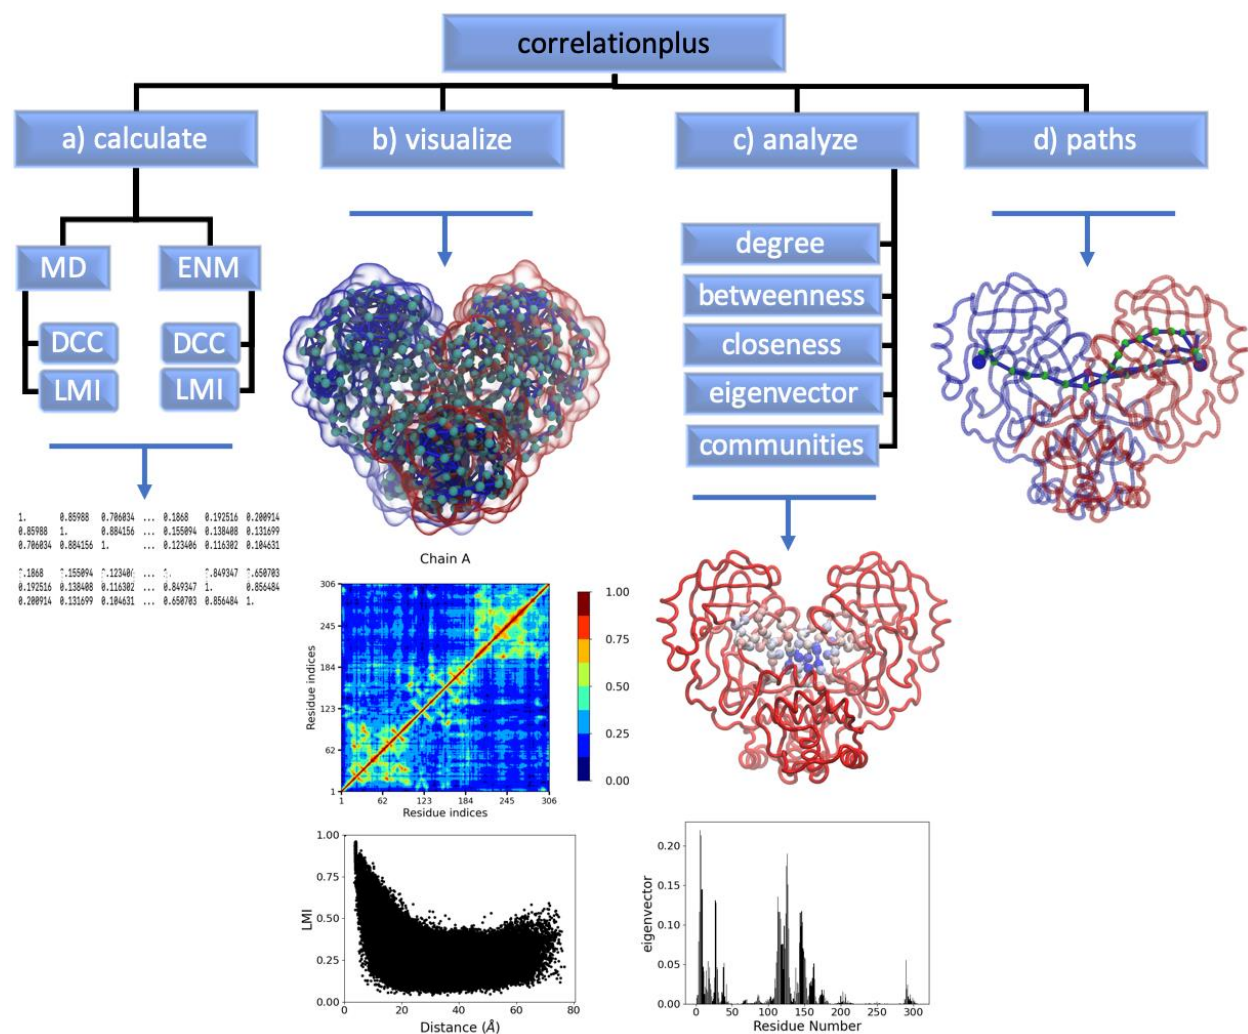 correlationplus
a) calculate
b) visualize
c) analyze
d) paths
MD
ENM
DCC
LMI
DCC
LMI
degree
betweenness
closeness
eigenvector
communities
1. 0.85988 0.706034 ... 0.1868 0.192516 0.200914
0.85988 1. 0.884156 ... 0.155094 0.138408 0.131699
0.706034 0.884156 1. ... 0.123406 0.116302 0.104631
.1868 .155094 ... .849347 .650703
0.192516 0.138408 0.116302 ... 0.849347 1. 0.856484
0.200914 0.131699 0.104631 ... 0.650703 0.856484 1.
Chain A
306
245
184
123
62
1
Residue indices
1 62 123 184 245 306
Residue indices
1.00
0.75
0.50
0.25
0.00
1.00
0.75
0.50
0.25
0.00
LMI
0 20 40 60 80
Distance (Å)
0.20
0.15
0.10
0.05
0.00
eigenvector
0 50 100 150 200 250 300
Residue Number